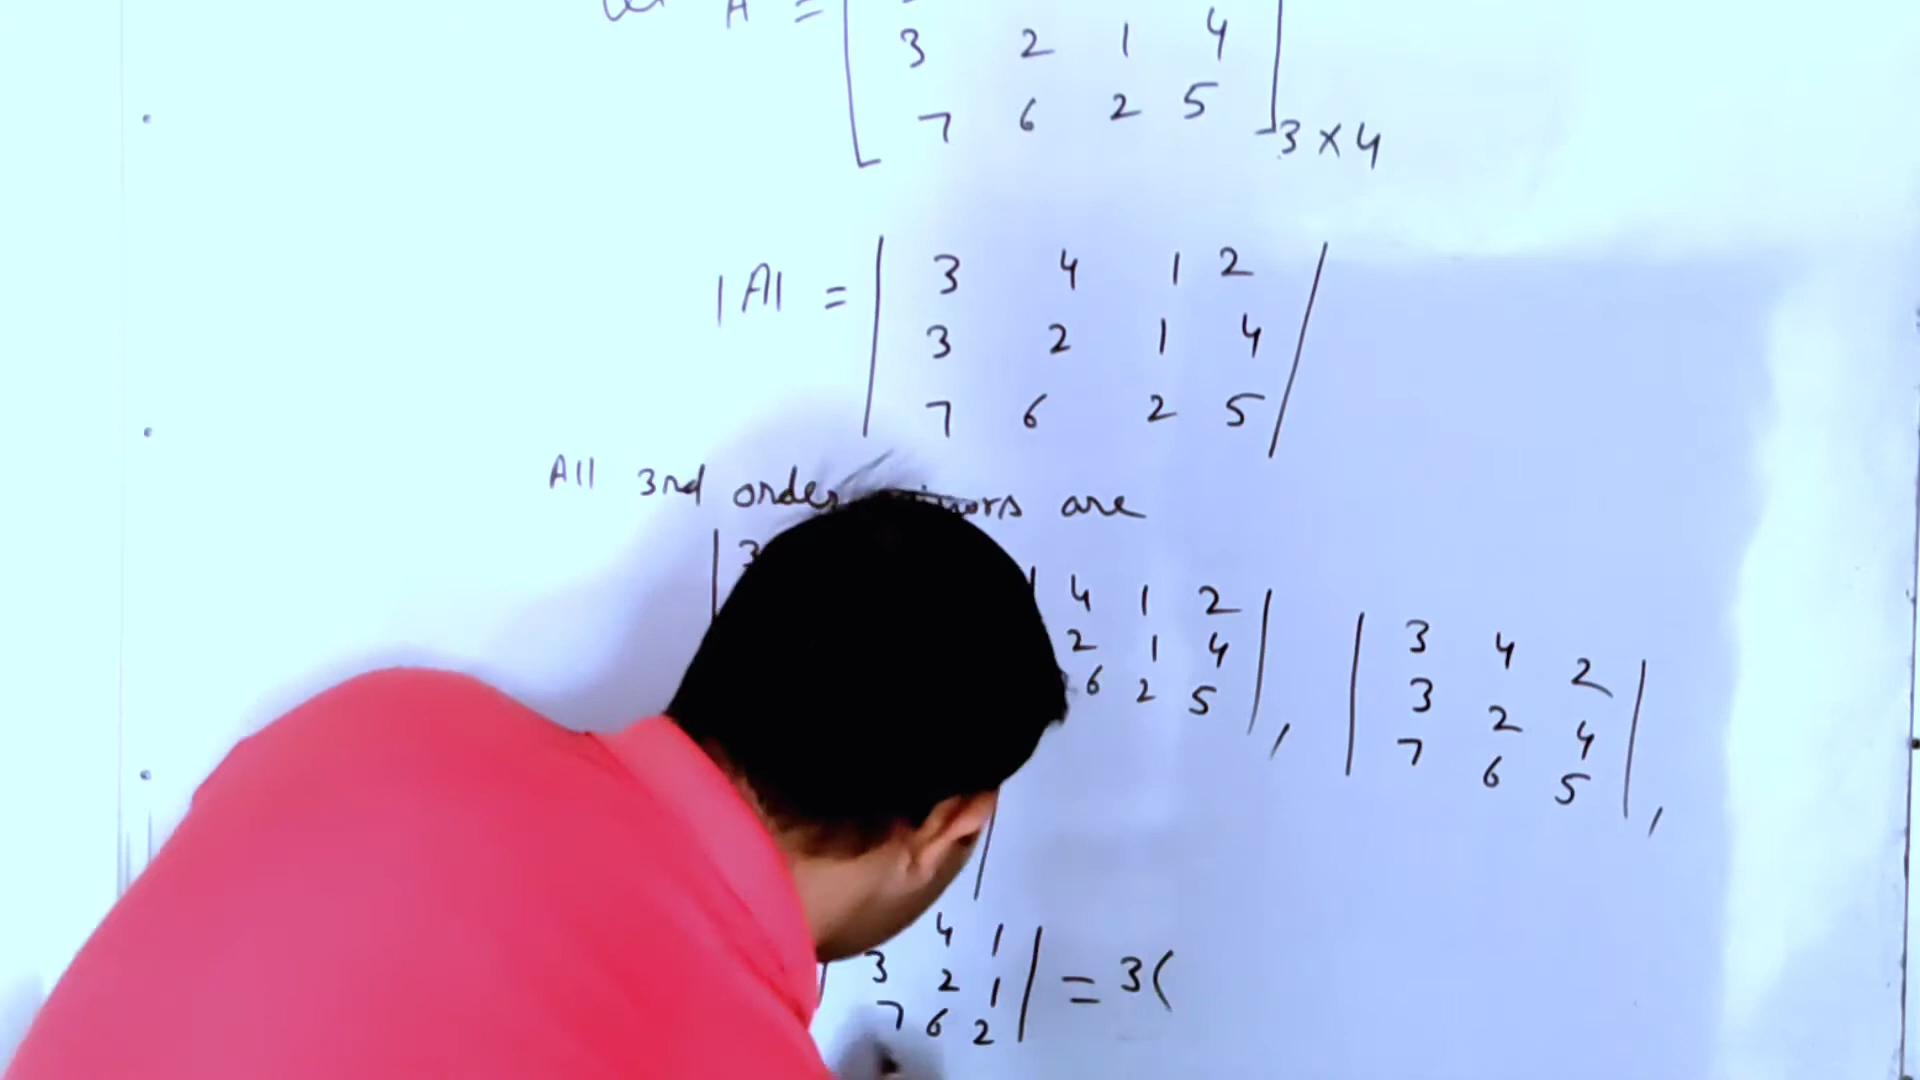 A =
3 2 1 4
7 6 2 5 3 × 4
|A| = | 3 4 1 2 |
3 2 1 4
7 6 2 5
All 3rd order are
| 3 4 1 2 | , | 3 4 2 | ,
2 1 4 3 2 4
6 2 5 7 6 5
4 1
3 2 1 | = 3(
7 6 2